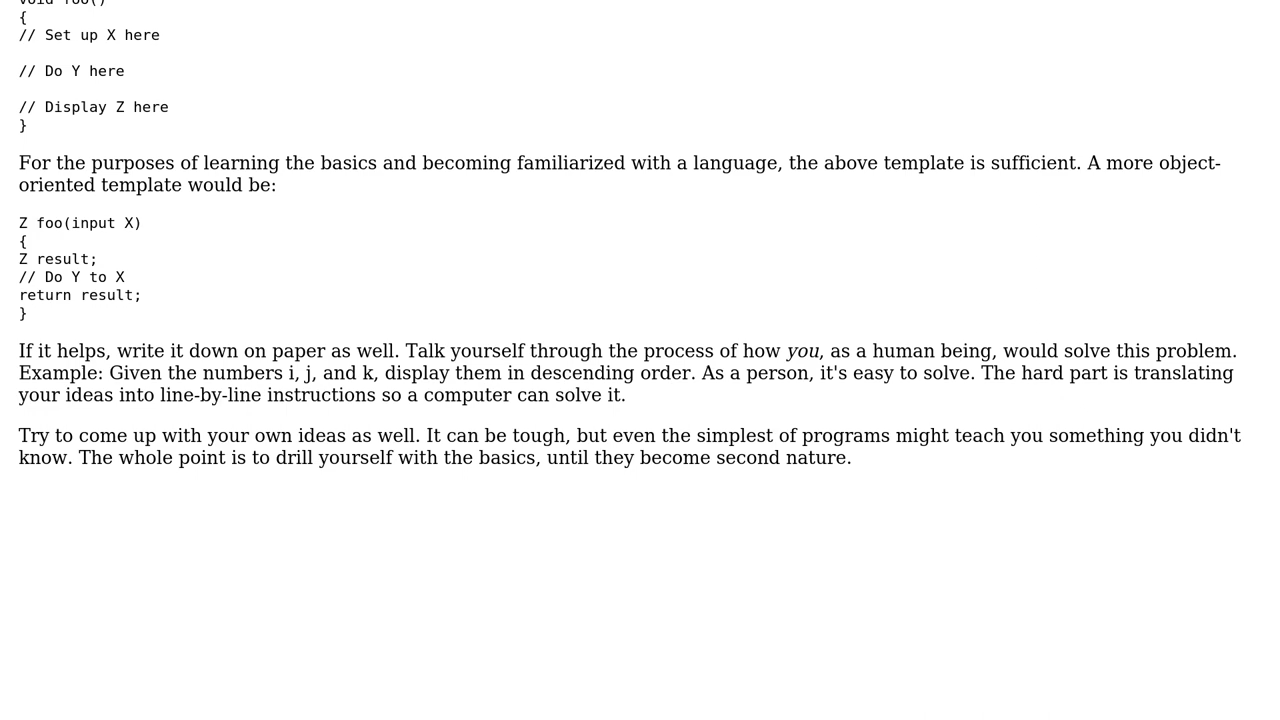 void foo()
{
// Set up X here
// Do Y here
// Display Z here
}
For the purposes of learning the basics and becoming familiarized with a language, the above template is sufficient. A more object-
oriented template would be:
Z foo(input X)
{
Z result;
// Do Y to X
return result;
}
If it helps, write it down on paper as well. Talk yourself through the process of how you, as a human being, would solve this problem.
Example: Given the numbers i, j, and k, display them in descending order. As a person, it's easy to solve. The hard part is translating
your ideas into line-by-line instructions so a computer can solve it.
Try to come up with your own ideas as well. It can be tough, but even the simplest of programs might teach you something you didn't
know. The whole point is to drill yourself with the basics, until they become second nature.